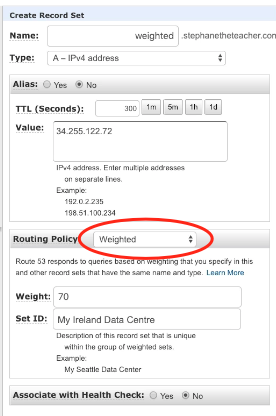 Create Record Set
Name: weighted .stephanetheteacher.com
Type: A – IPv4 address
Alias: Yes No
TTL (Seconds): 300 1m 5m 1h 1d
Value: 34.255.122.72
IPv4 address. Enter multiple addresses
on separate lines.
Example:
192.0.2.235
198.51.100.234
Routing Policy: Weighted
Route 53 responds to queries based on weighting that you specify in this
and other record sets that have the same name and type. Learn More
Weight: 70
Set ID: My Ireland Data Centre
Description of this record set that is unique
within the group of weighted sets.
Example:
My Seattle Data Center
Associate with Health Check: Yes No